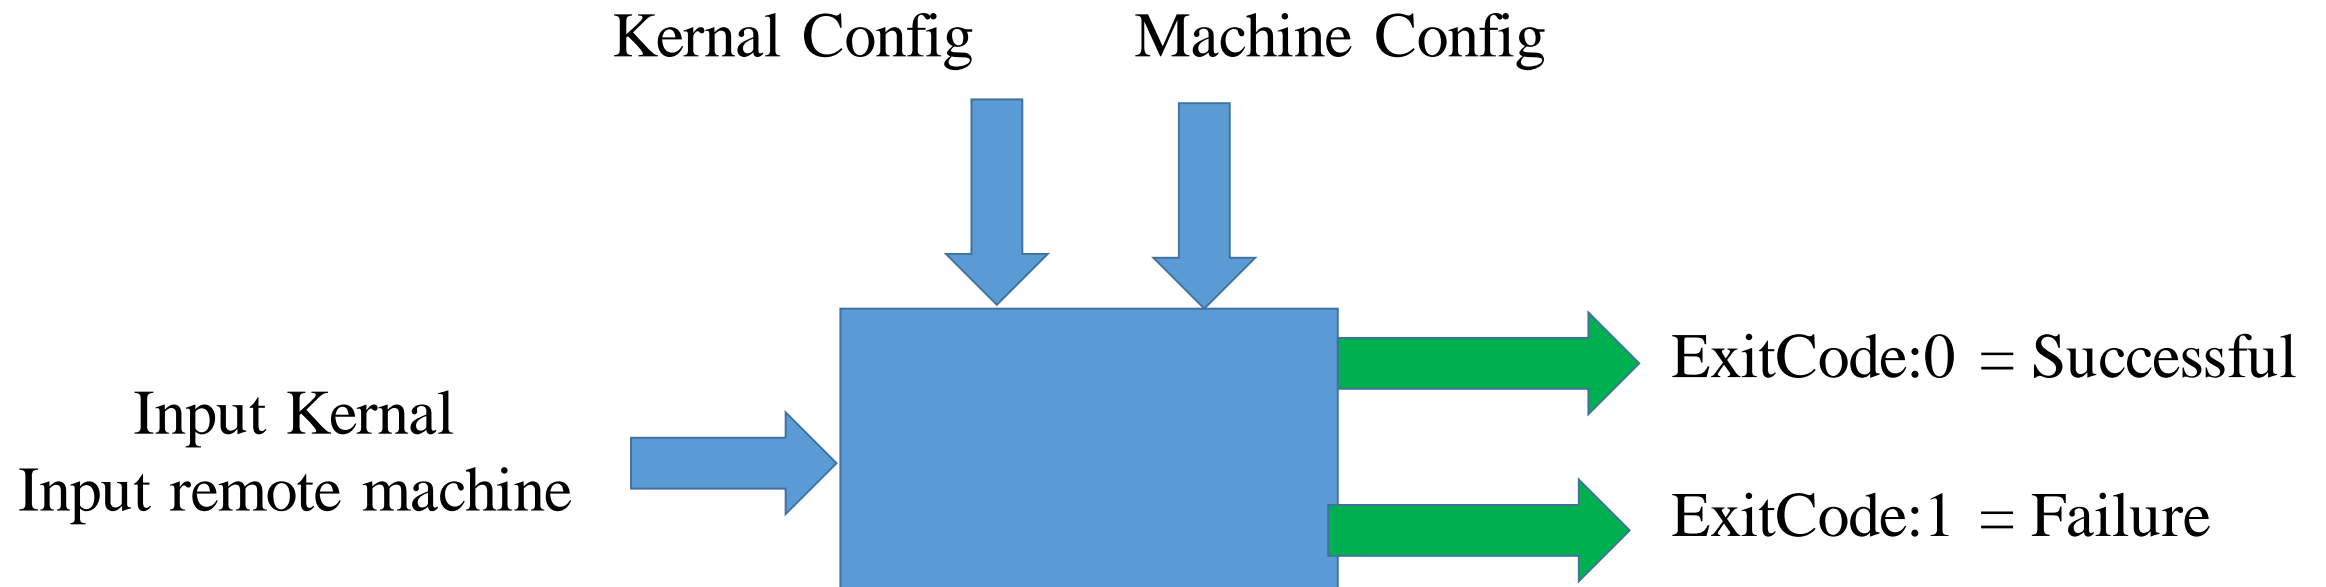 Kernal Config
Machine Config
Input Kernal
Input remote machine
ExitCode:0 = Successful
ExitCode:1 = Failure